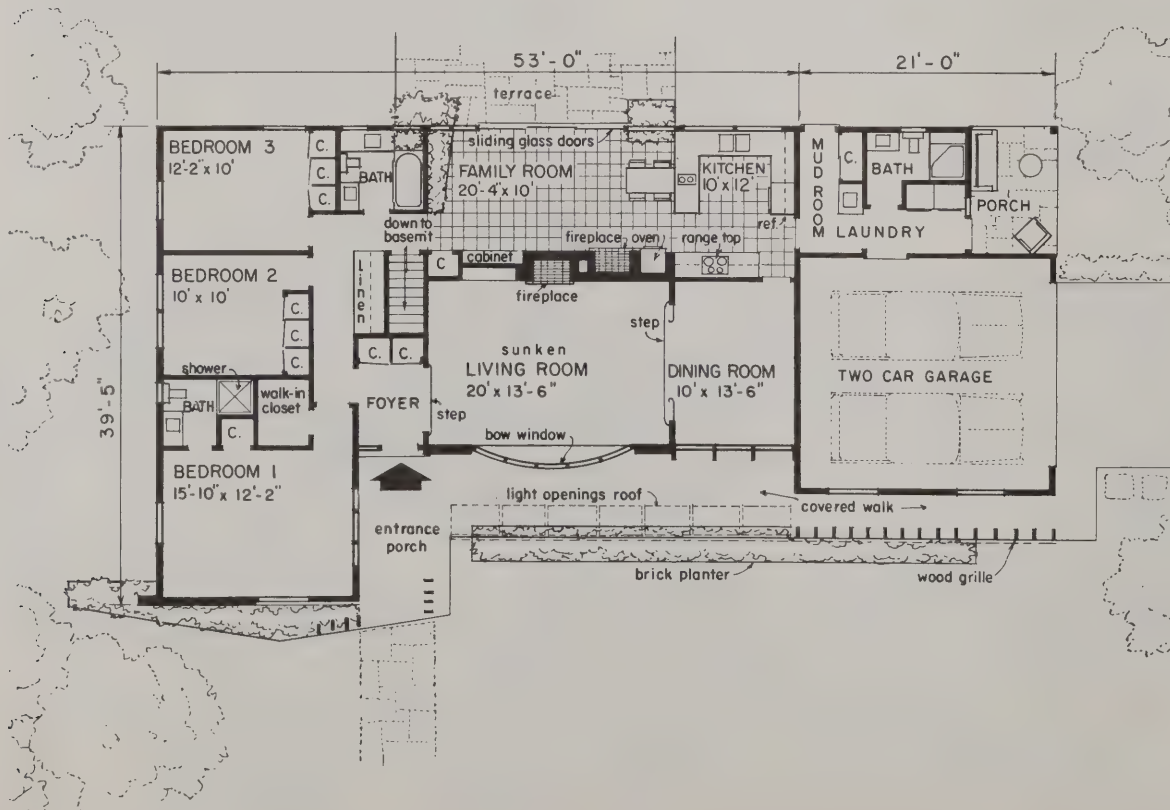 53'-0"
21'-0"
terrace
sliding glass doors
BEDROOM 3
12'-2" x 10'
C.
C.
C.
BATH
FAMILY ROOM
20'-4" x 10'
KITCHEN
10' x 12'
MUD ROOM
C.
BATH
PORCH
LAUNDRY
ref.
down to
basem't
fireplace
oven
range top
C
cabinet
fireplace
BEDROOM 2
10' x 10'
C.
C.
C.
Linen
step
sunken
LIVING ROOM
20' x 13'-6"
DINING ROOM
10' x 13'-6"
TWO CAR GARAGE
C.
C.
shower
BATH
walk-in
closet
C.
FOYER
step
39'-5"
bow window
BEDROOM 1
15'-10" x 12'-2"
light openings roof
covered walk
entrance
porch
brick planter
wood grille